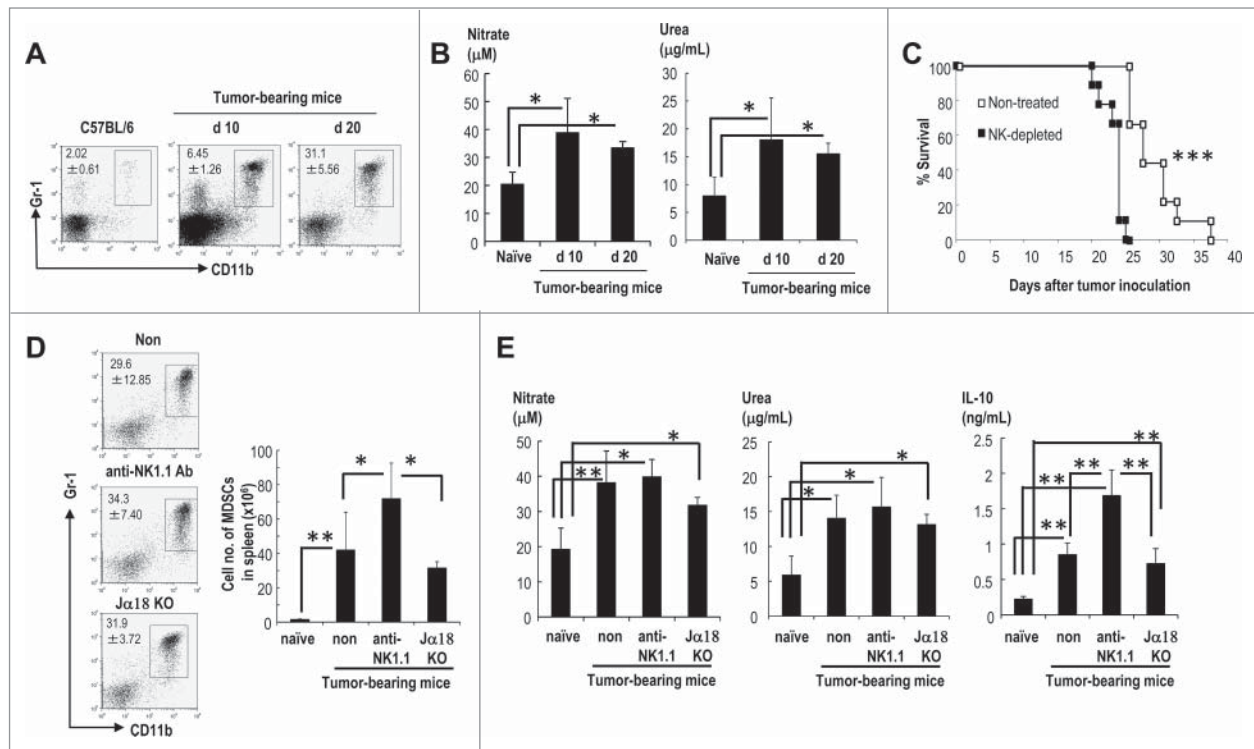 A
Tumor-bearing mice
C57BL/6
d 10
d 20
2.02
±0.61
6.45
±1.26
31.1
±5.56
Gr-1
CD11b
B
Nitrate
(μM)
60
50
40
30
20
10
0
*
*
Naïve
d 10
d 20
Tumor-bearing mice
Urea
(μg/mL)
30
25
20
15
10
5
0
*
*
Naïve
d 10
d 20
Tumor-bearing mice
C
% Survival
100
80
60
40
20
0
Non-treated
NK-depleted
***
0
10
20
25
30
40
Days after tumor inoculation
D
Non
29.6
±12.85
anti-NK1.1 Ab
34.3
±7.40
Jα18 KO
31.9
±3.72
Gr-1
CD11b
Cell no. of MDSCs
in spleen (x10⁶)
100
80
60
40
20
0
**
*
*
naïve
non
anti-
NK1.1
Jα18
KO
Tumor-bearing mice
E
Nitrate
(μM)
50
40
30
20
10
0
**
*
*
naïve
non
anti-
NK1.1
Jα18
KO
Tumor-bearing mice
Urea
(μg/mL)
30
25
20
15
10
5
0
*
*
*
naïve
non
anti-
NK1.1
Jα18
KO
Tumor-bearing mice
IL-10
(ng/mL)
2.5
2
1.5
1
0.5
0
**
**
**
**
**
naïve
non
anti-
NK1.1
Jα18
KO
Tumor-bearing mice